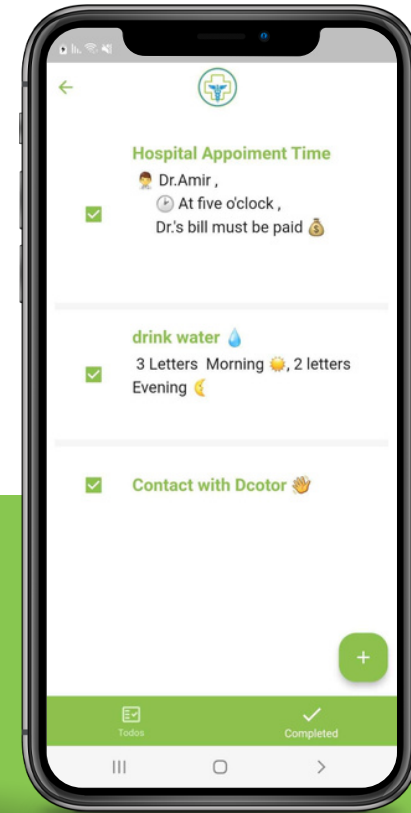 Hospital Appoiment Time
👨‍⚕️ Dr.Amir ,
🕑 At five o'clock ,
Dr.'s bill must be paid 💰
drink water 💧
3 Letters Morning ☀️, 2 letters
Evening 🌜
Contact with Dcotor 👋
+
Todos
Completed